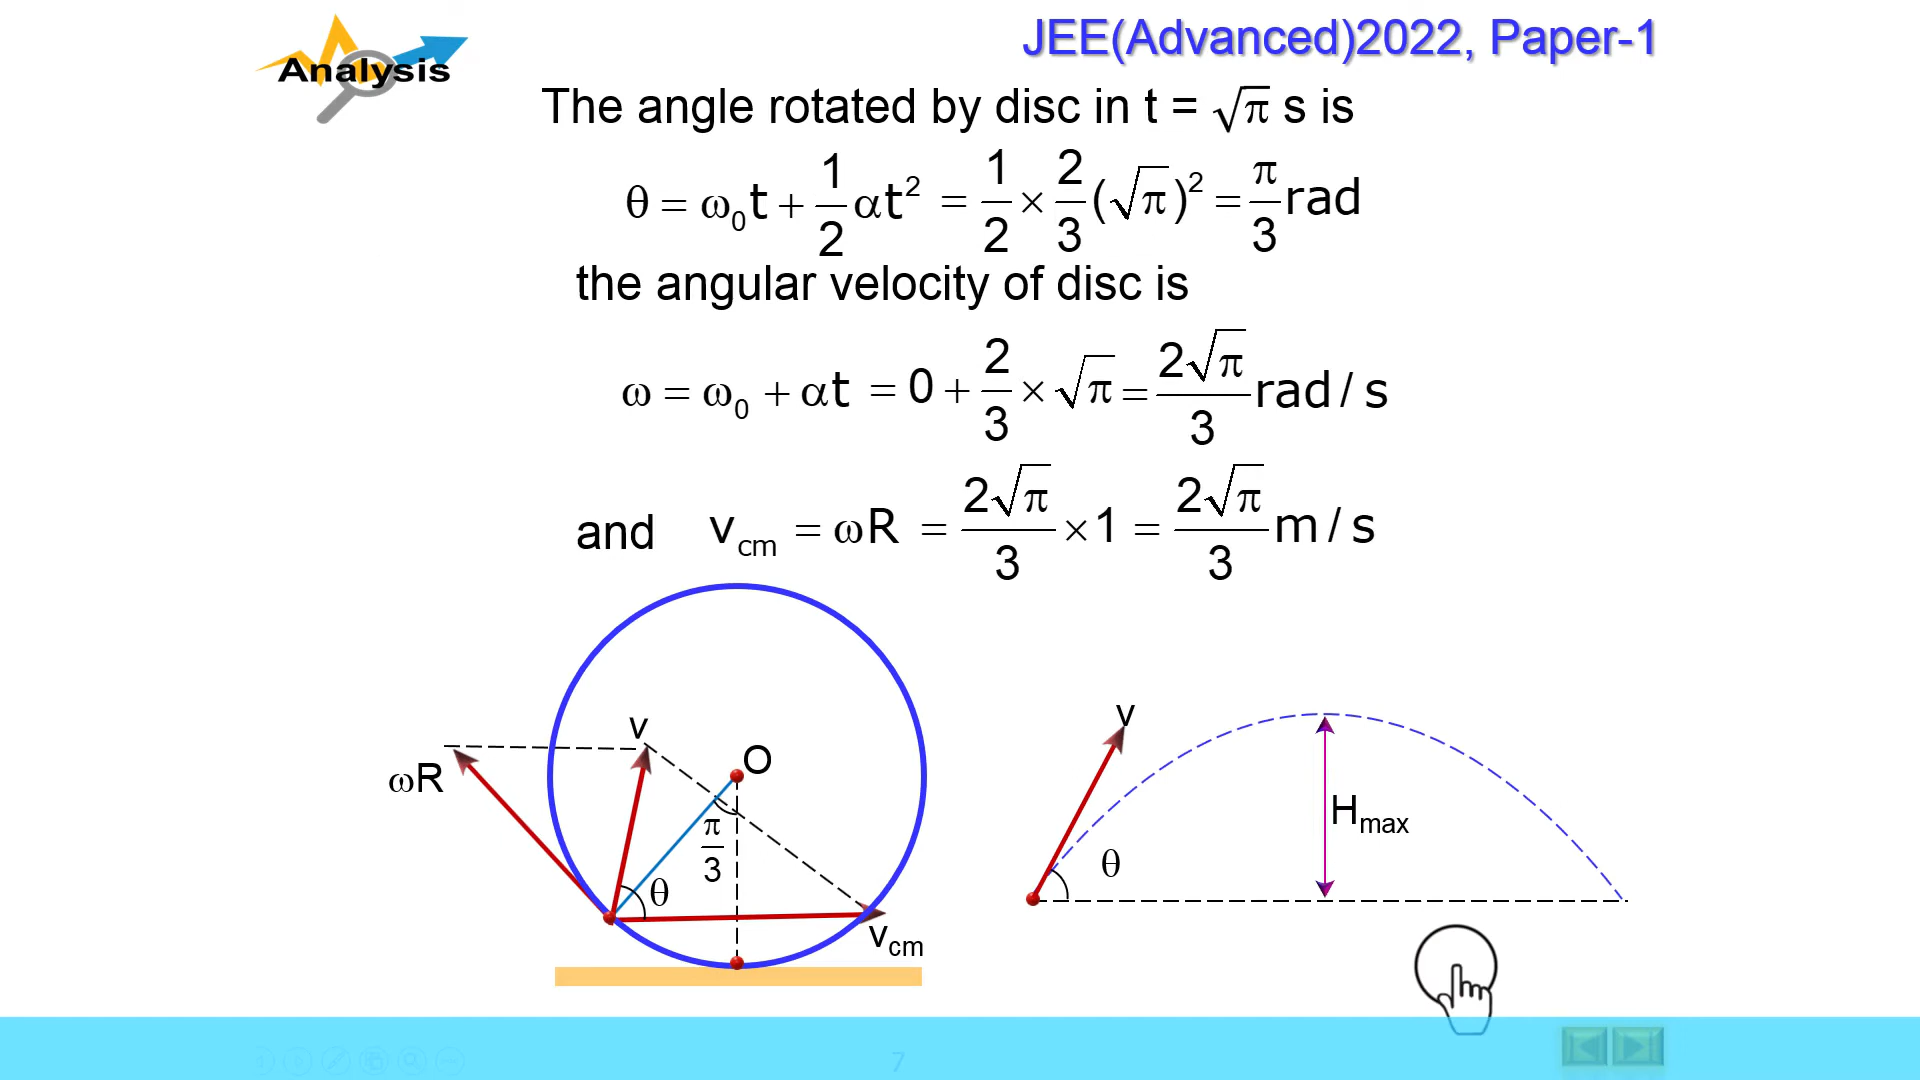 Analysis
JEE(Advanced)2022, Paper-1
The angle rotated by disc in t = √π s is
θ = ω₀t + 1/2 αt² = 1/2 × 2/3 (√π)² = π/3 rad
the angular velocity of disc is
ω = ω₀ + αt = 0 + 2/3 × √π = 2√π/3 rad / s
and v_cm = ωR = 2√π/3 × 1 = 2√π/3 m / s
v
O
ωR
π/3
θ
v_cm
v
H_max
θ
7